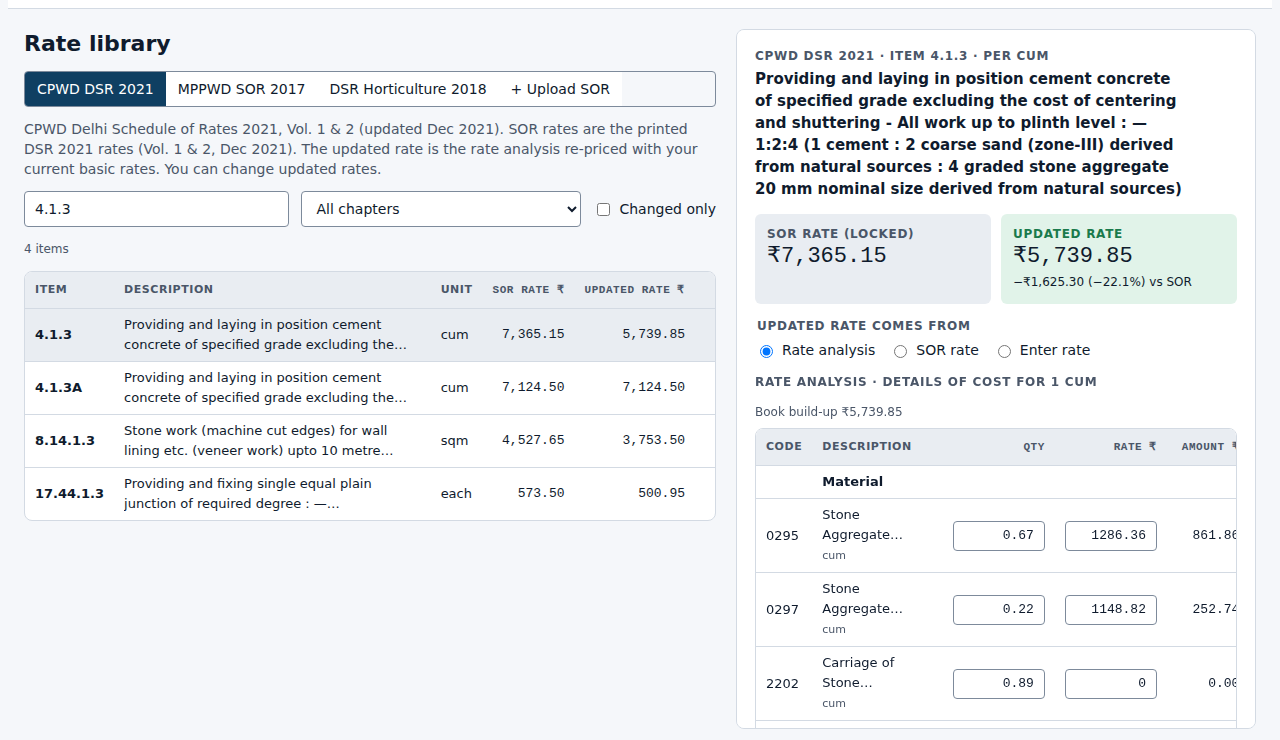 Rate library
CPWD DSR 2021 MPPWD SOR 2017 DSR Horticulture 2018 + Upload SOR
CPWD Delhi Schedule of Rates 2021, Vol. 1 & 2 (updated Dec 2021). SOR rates are the printed
DSR 2021 rates (Vol. 1 & 2, Dec 2021). The updated rate is the rate analysis re-priced with your
current basic rates. You can change updated rates.
4.1.3 All chapters Changed only
4 items
ITEM DESCRIPTION UNIT SOR RATE ₹ UPDATED RATE ₹
4.1.3 Providing and laying in position cement
concrete of specified grade excluding the… cum 7,365.15 5,739.85
4.1.3A Providing and laying in position cement
concrete of specified grade excluding the… cum 7,124.50 7,124.50
8.14.1.3 Stone work (machine cut edges) for wall
lining etc. (veneer work) upto 10 metre… sqm 4,527.65 3,753.50
17.44.1.3 Providing and fixing single equal plain
junction of required degree : —… each 573.50 500.95
CPWD DSR 2021 · ITEM 4.1.3 · PER CUM
Providing and laying in position cement concrete
of specified grade excluding the cost of centering
and shuttering - All work up to plinth level : —
1:2:4 (1 cement : 2 coarse sand (zone-III) derived
from natural sources : 4 graded stone aggregate
20 mm nominal size derived from natural sources)
SOR RATE (LOCKED)
₹7,365.15
UPDATED RATE
₹5,739.85
−₹1,625.30 (−22.1%) vs SOR
UPDATED RATE COMES FROM
Rate analysis SOR rate Enter rate
RATE ANALYSIS · DETAILS OF COST FOR 1 CUM
Book build-up ₹5,739.85
CODE DESCRIPTION QTY RATE ₹ AMOUNT ₹
Material
0295 Stone
Aggregate… 0.67 1286.36 861.86
cum
0297 Stone
Aggregate… 0.22 1148.82 252.74
cum
2202 Carriage of
Stone… 0.89 0 0.00
cum